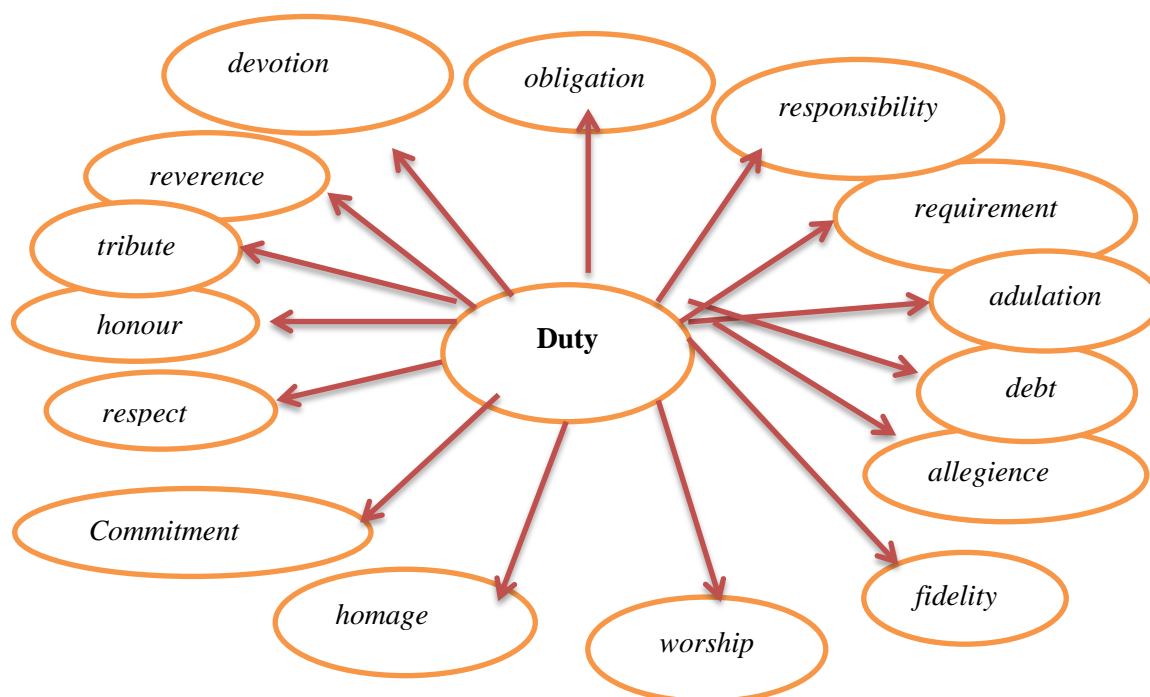 devotion
obligation
responsibility
reverence
requirement
tribute
adulation
honour
Duty
debt
respect
allegience
Commitment
fidelity
homage
worship